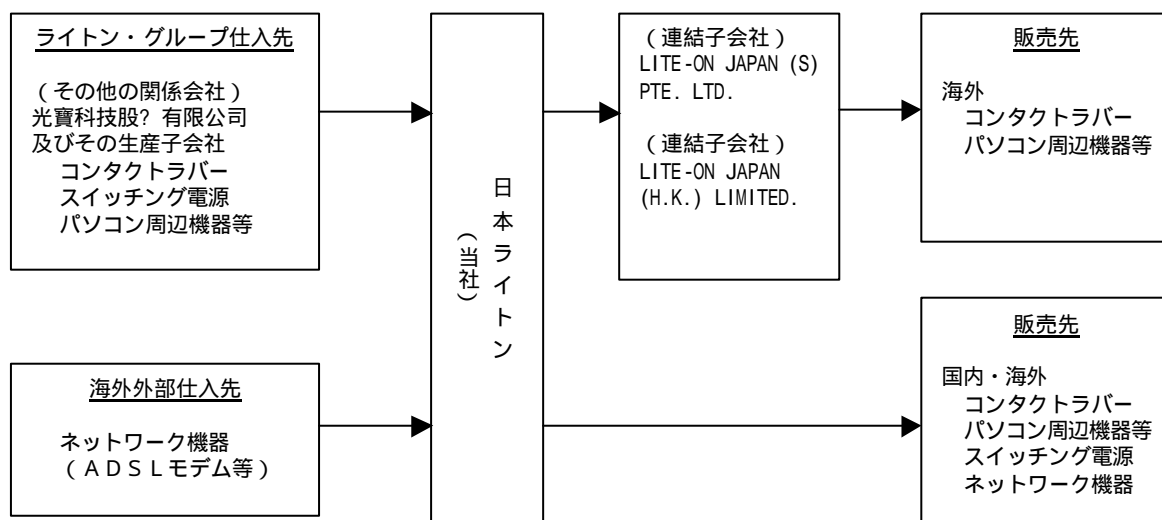 ライトン・グループ仕入先
（その他の関係会社）
光寶科技股? 有限公司
及びその生産子会社
コンタクトラバー
スイッチング電源
パソコン周辺機器等
海外外部仕入先
ネットワーク機器
（ＡＤＳＬモデム等）
日本ライトン
（当社）
（連結子会社）
LITE-ON JAPAN (S)
PTE. LTD.
（連結子会社）
LITE-ON JAPAN
(H.K.) LIMITED.
販売先
海外
コンタクトラバー
パソコン周辺機器等
販売先
国内・海外
コンタクトラバー
パソコン周辺機器等
スイッチング電源
ネットワーク機器